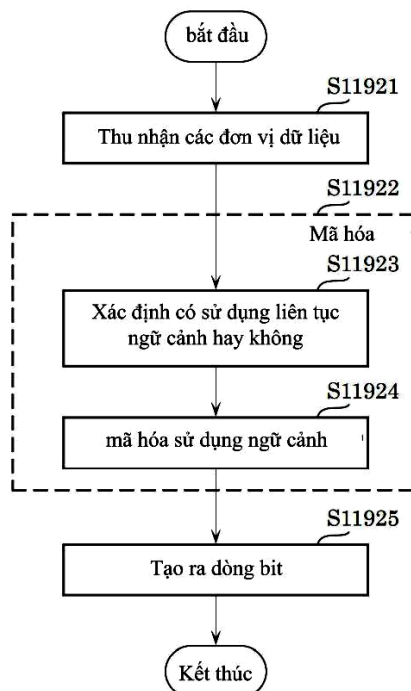 bắt đầu
S11921
Thu nhận các đơn vị dữ liệu
S11922
Mã hóa
S11923
Xác định có sử dụng liên tục
ngữ cảnh hay không
S11924
mã hóa sử dụng ngữ cảnh
S11925
Tạo ra dòng bit
Kết thúc